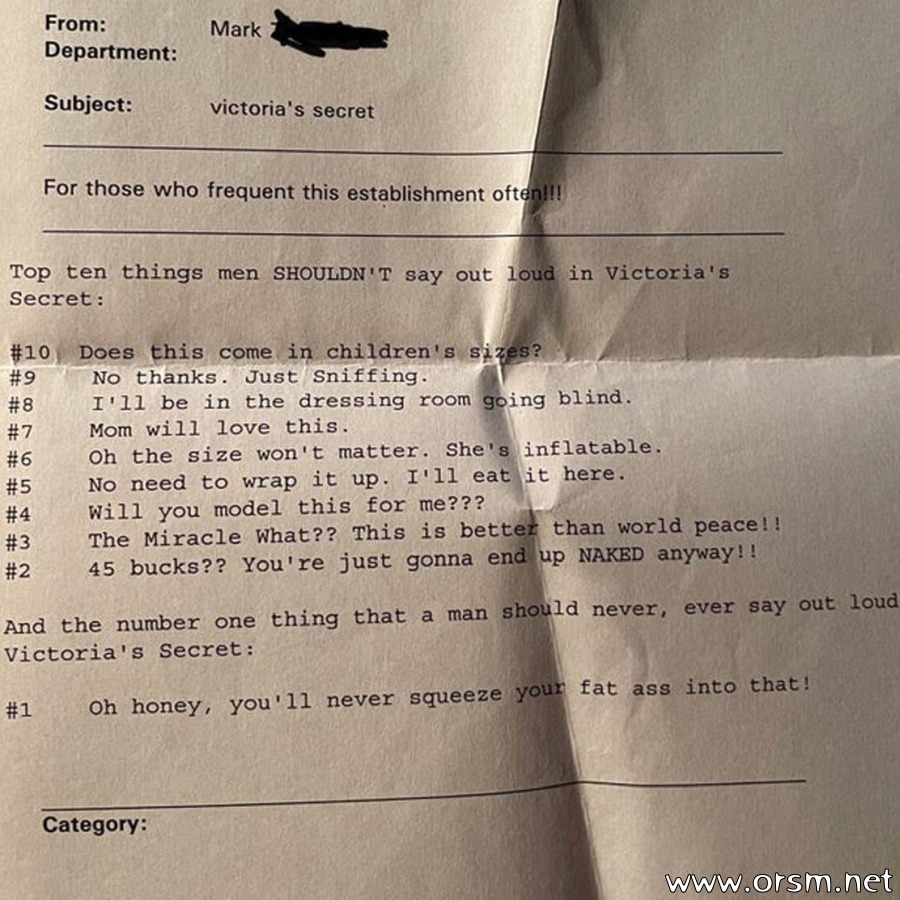 From: Mark
Department:
Subject: victoria's secret
For those who frequent this establishment often!!!
Top ten things men SHOULDN'T say out loud in Victoria's
Secret:
#10 Does this come in children's sizes?
#9 No thanks. Just Sniffing.
#8 I'll be in the dressing room going blind.
#7 Mom will love this.
#6 Oh the size won't matter. She's inflatable.
#5 No need to wrap it up. I'll eat it here.
#4 Will you model this for me???
#3 The Miracle What?? This is better than world peace!!
#2 45 bucks?? You're just gonna end up NAKED anyway!!
And the number one thing that a man should never, ever say out loud
Victoria's Secret:
#1 Oh honey, you'll never squeeze your fat ass into that!
Category:
www.orsm.net